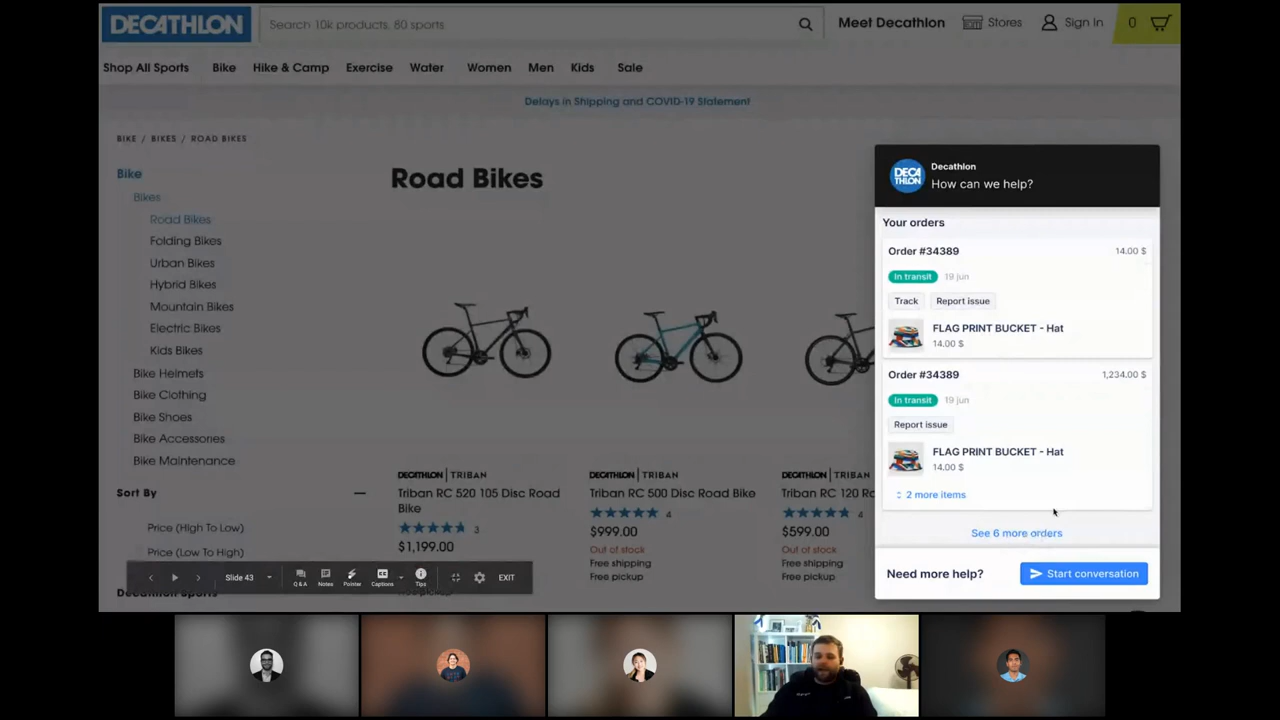 DECATHLON
Search 10k products, 80 sports
Meet Decathlon
Stores
Sign In
0
Shop All Sports
Bike
Hike & Camp
Exercise
Water
Women
Men
Kids
Sale
Delays in Shipping and COVID-19 Statement
BIKE / BIKES / ROAD BIKES
Bike
Bikes
Road Bikes
Folding Bikes
Urban Bikes
Hybrid Bikes
Mountain Bikes
Electric Bikes
Kids Bikes
Bike Helmets
Bike Clothing
Bike Shoes
Bike Accessories
Bike Maintenance
Sort By
Price (High To Low)
Price (Low To High)
Decathlon Sports
Road Bikes
DECATHLON | TRIBAN
Triban RC 520 105 Disc Road
Bike
3
$1,199.00
DECATHLON | TRIBAN
Triban RC 500 Disc Road Bike
4
$999.00
Out of stock
Free shipping
Free pickup
DECATHLON | TRIBA
Triban RC 120 Ro
4
$599.00
Out of stock
Free shipping
Free pickup
DECA
THLON
Decathlon
How can we help?
Your orders
Order #34389
14.00 $
In transit
19 jun
Track
Report issue
FLAG PRINT BUCKET - Hat
14.00 $
Order #34389
1,234.00 $
In transit
19 jun
Report issue
FLAG PRINT BUCKET - Hat
14.00 $
2 more items
See 6 more orders
Need more help?
Start conversation
Slide 43
Q&A
Notes
Pointer
Captions
Tips
EXIT